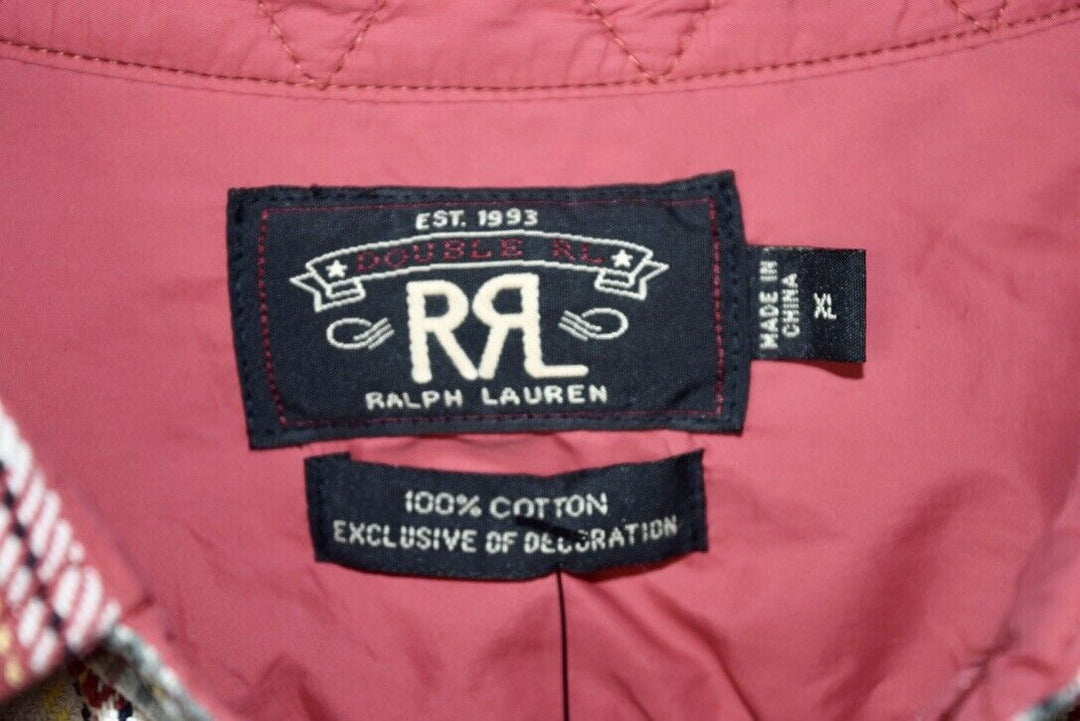 EST. 1993
DOUBLE RL
RRL
RALPH LAUREN
MADE IN
CHINA
XL
100% COTTON
EXCLUSIVE OF DECORATION